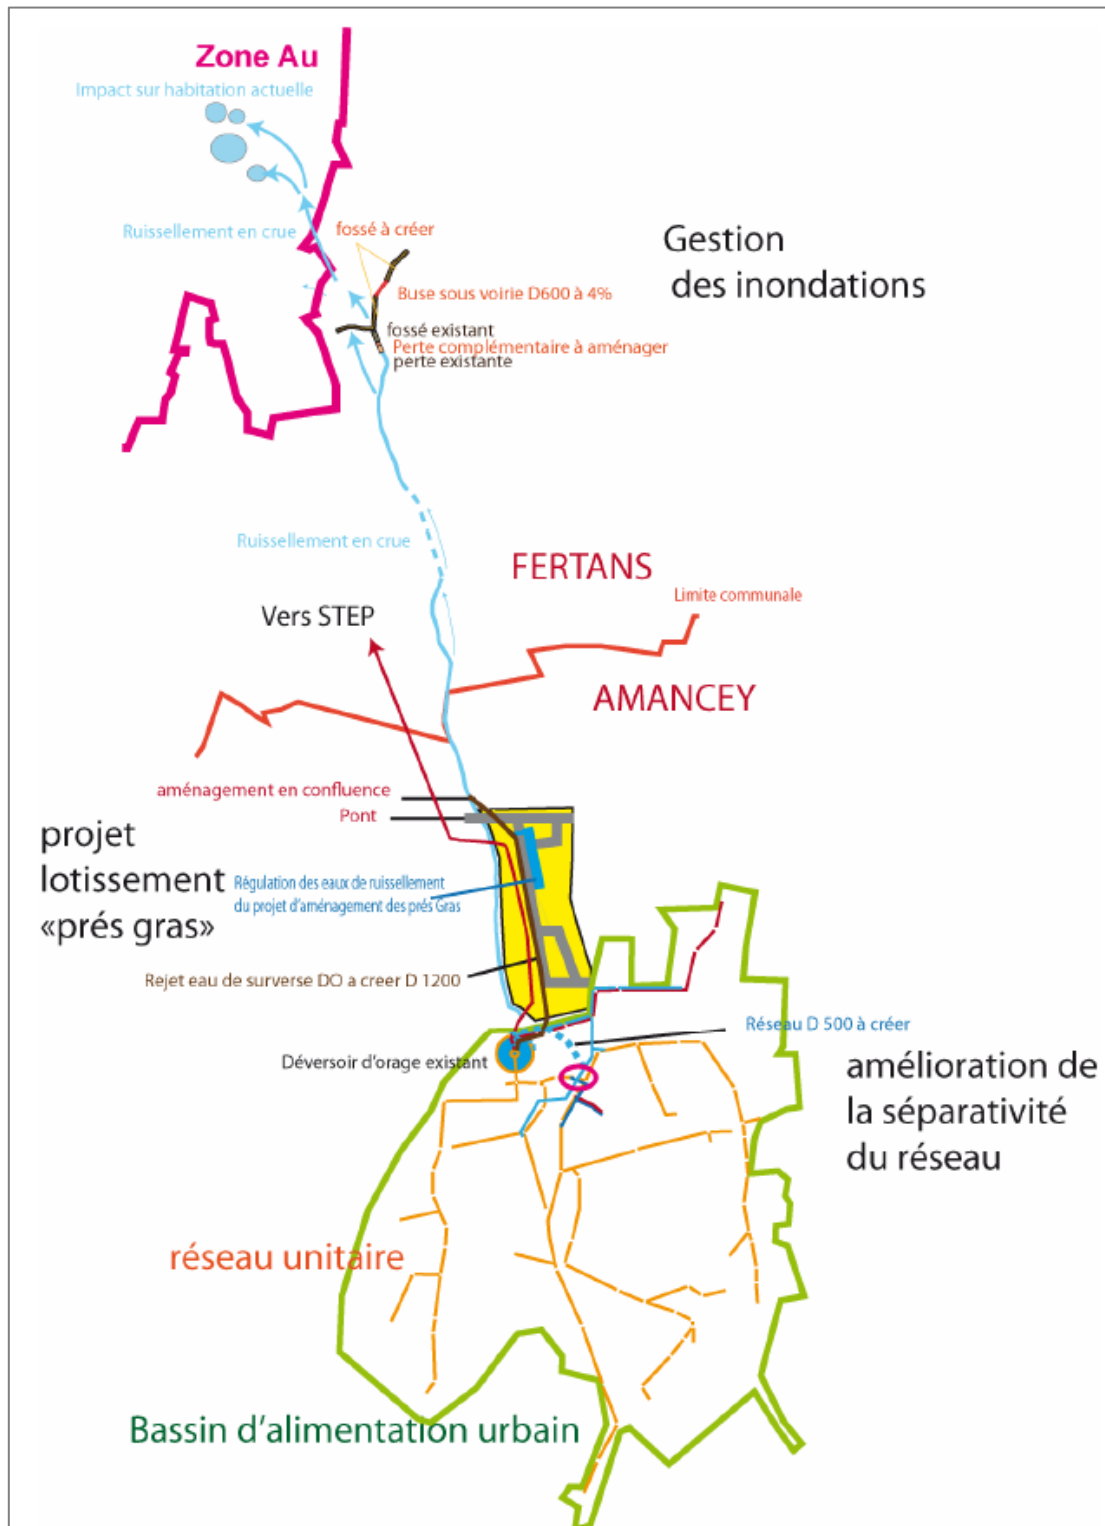 Zone Au
Impact sur habitation actuelle
Ruissellement en crue
fossé à créer
Gestion
des inondations
Buse sous voirie D600 à 4%
fossé existant
Perte complémentaire à aménager
perte existante
Ruissellement en crue
FERTANS
Limite communale
Vers STEP
AMANCEY
aménagement en confluence
Pont
projet
lotissement
«prés gras»
Régulation des eaux de ruissellement
du projet d'aménagement des prés Gras
Rejet eau de surverse DO a creer D 1200
Réseau D 500 à créer
Déversoir d'orage existant
amélioration de
la séparativité
du réseau
réseau unitaire
Bassin d'alimentation urbain